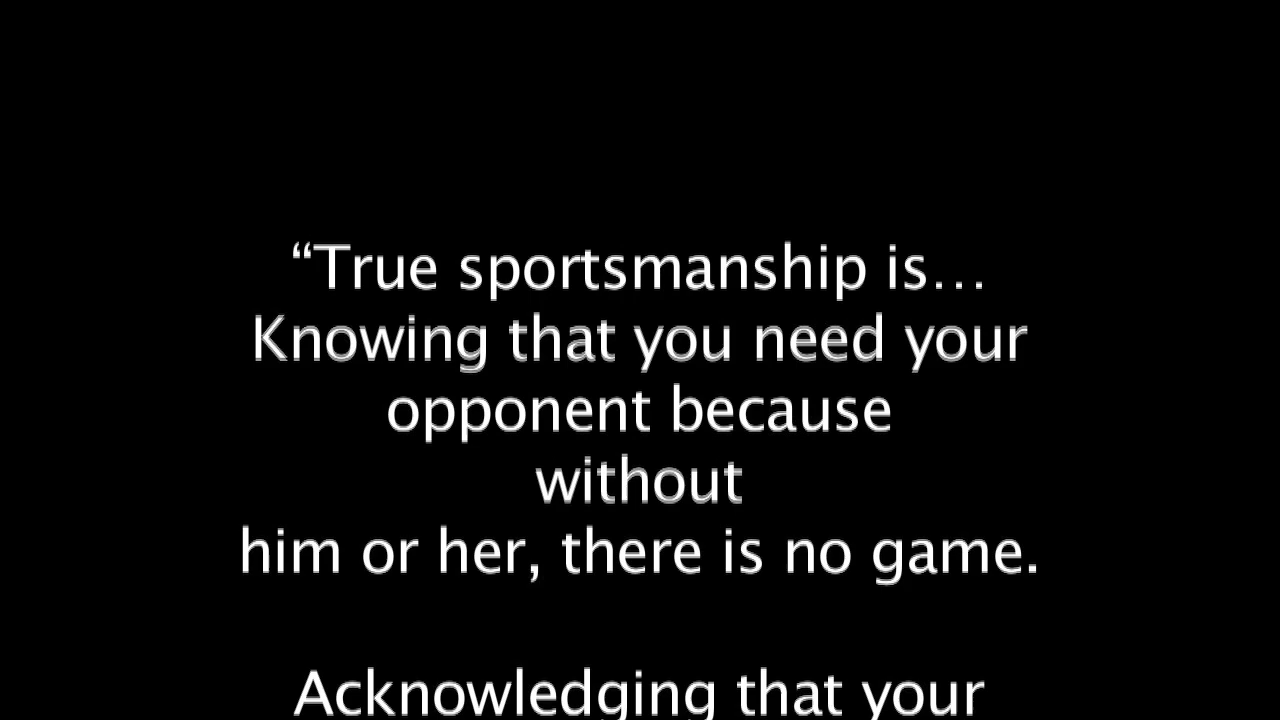 “True sportsmanship is…
Knowing that you need your
opponent because
without
him or her, there is no game.
Acknowledging that your